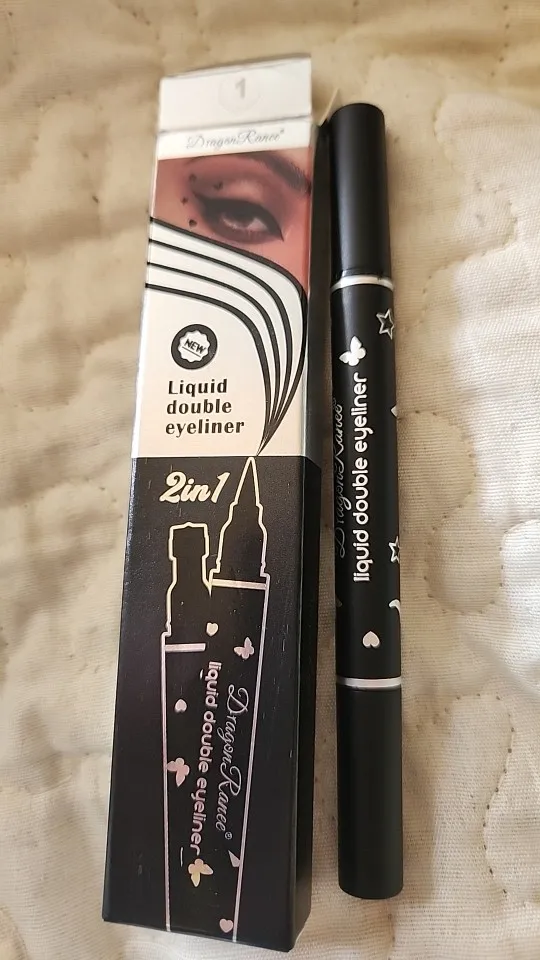 1
DragonRanee®
NEW
Liquid
double
eyeliner
2in1
DragonRanee®
liquid double eyeliner
DragonRanee
liquid double eyeliner